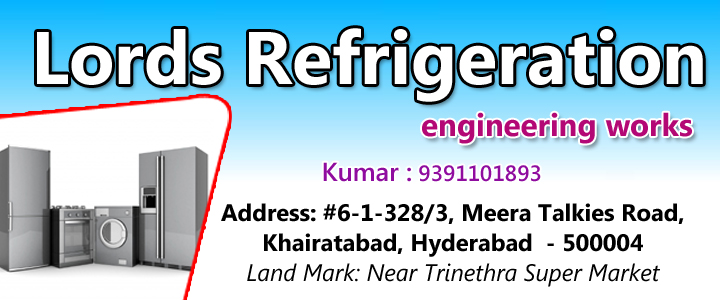 Lords Refrigeration
engineering works
Kumar : 9391101893
Address: #6-1-328/3, Meera Talkies Road,
Khairatabad, Hyderabad - 500004
Land Mark: Near Trinethra Super Market